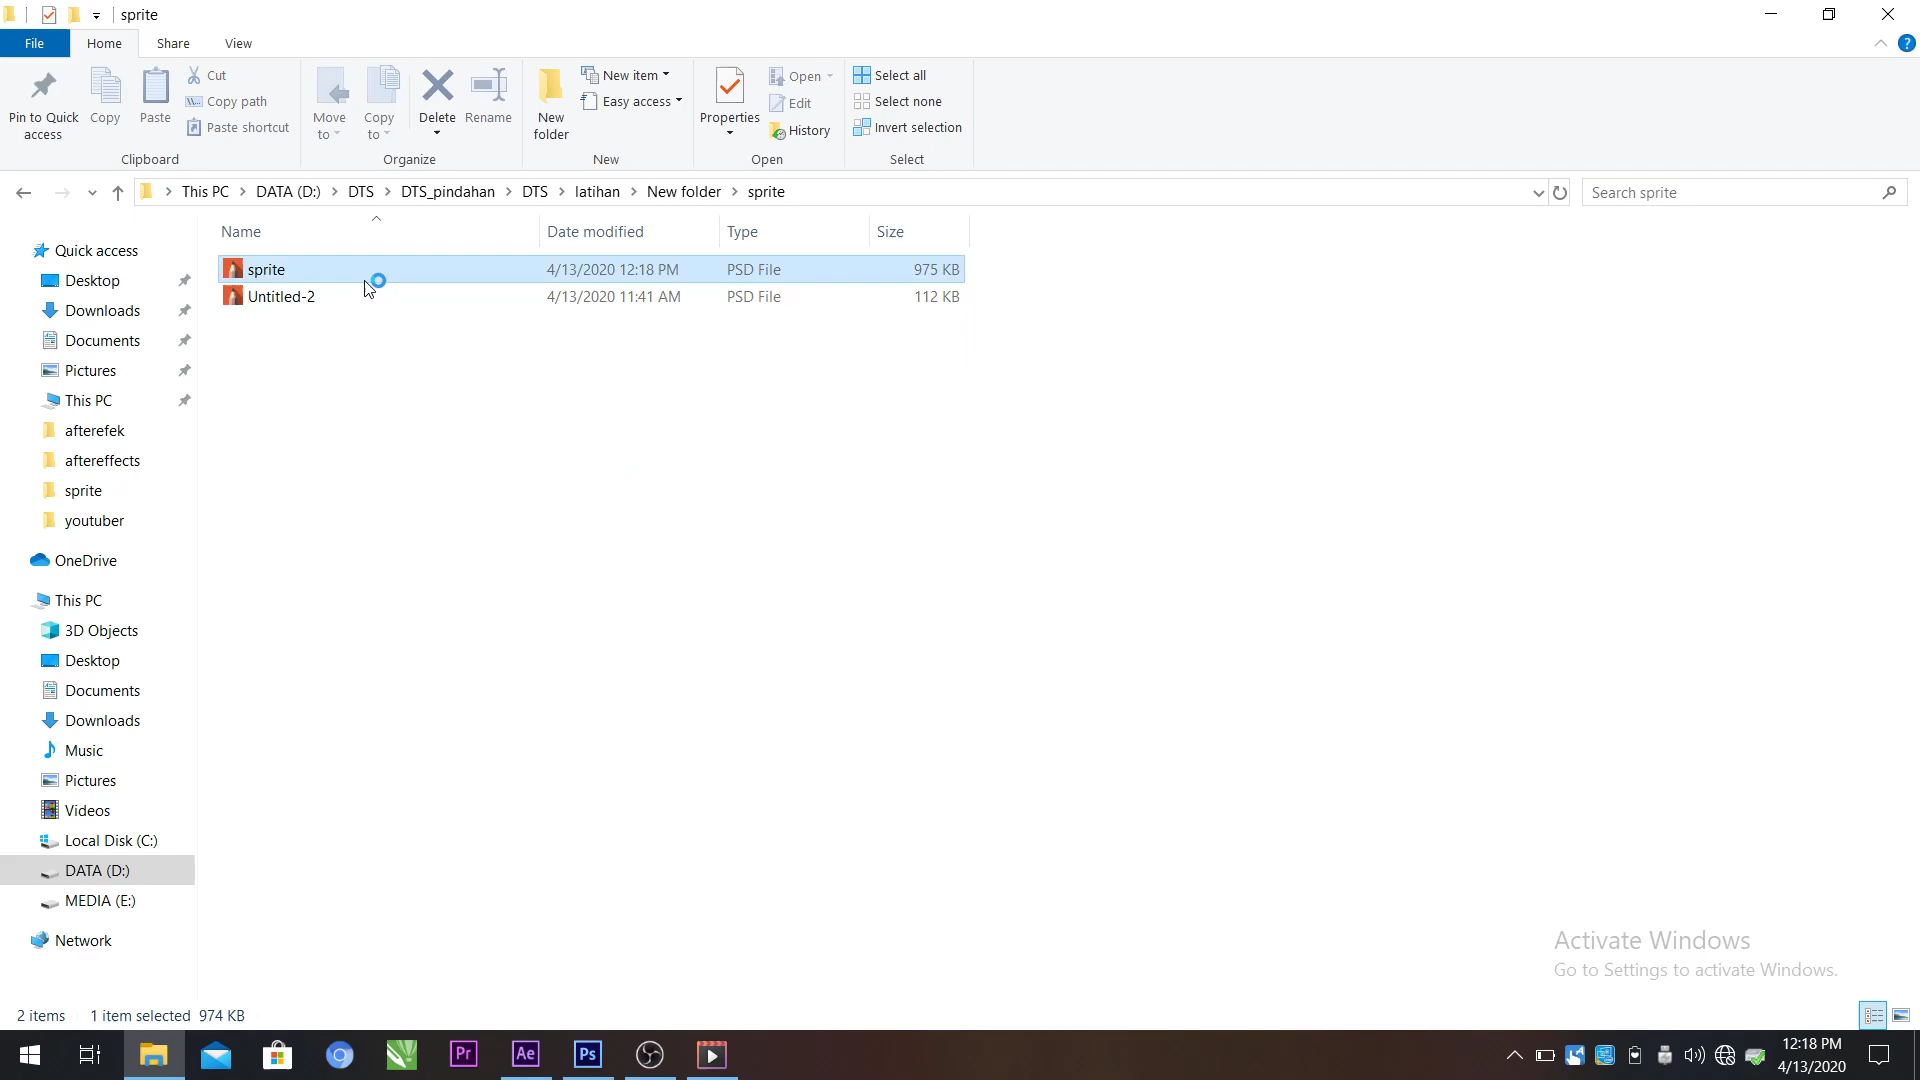 sprite
File Home Share View
Pin to Quick access
Copy
Paste
Cut
Copy path
Paste shortcut
Clipboard
Move to
Copy to
Delete
Rename
Organize
New folder
New item
Easy access
New
Properties
Open
Edit
History
Open
Select all
Select none
Invert selection
Select
This PC > DATA (D:) > DTS > DTS_pindahan > DTS > latihan > New folder > sprite
Search sprite
Name Date modified Type Size
sprite 4/13/2020 12:18 PM PSD File 975 KB
Untitled-2 4/13/2020 11:41 AM PSD File 112 KB
Quick access
Desktop
Downloads
Documents
Pictures
This PC
afterefek
aftereffects
sprite
youtuber
OneDrive
This PC
3D Objects
Desktop
Documents
Downloads
Music
Pictures
Videos
Local Disk (C:)
DATA (D:)
MEDIA (E:)
Network
Activate Windows
Go to Settings to activate Windows.
2 items 1 item selected 974 KB
Pr
Ae
Ps
12:18 PM
4/13/2020